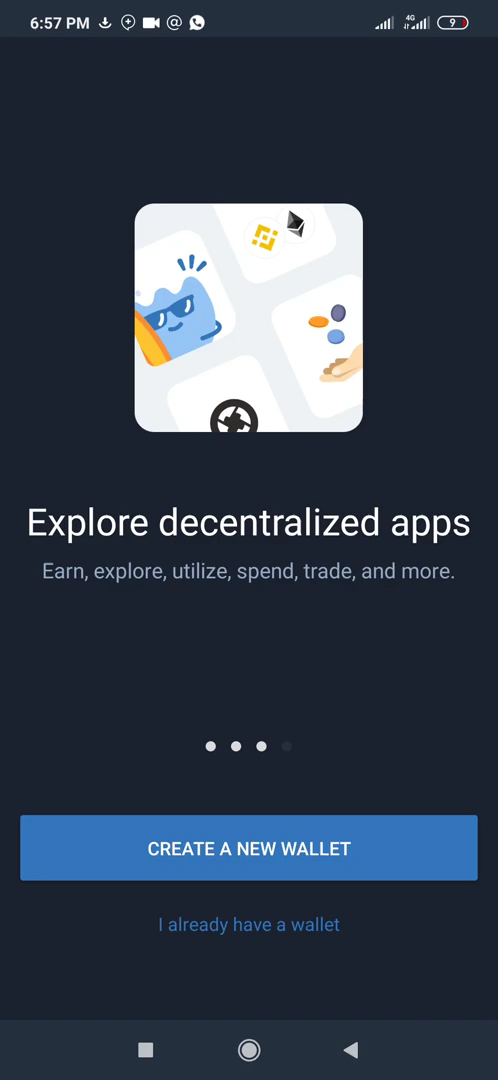 6:57 PM 4G 9
Explore decentralized apps
Earn, explore, utilize, spend, trade, and more.
CREATE A NEW WALLET
I already have a wallet